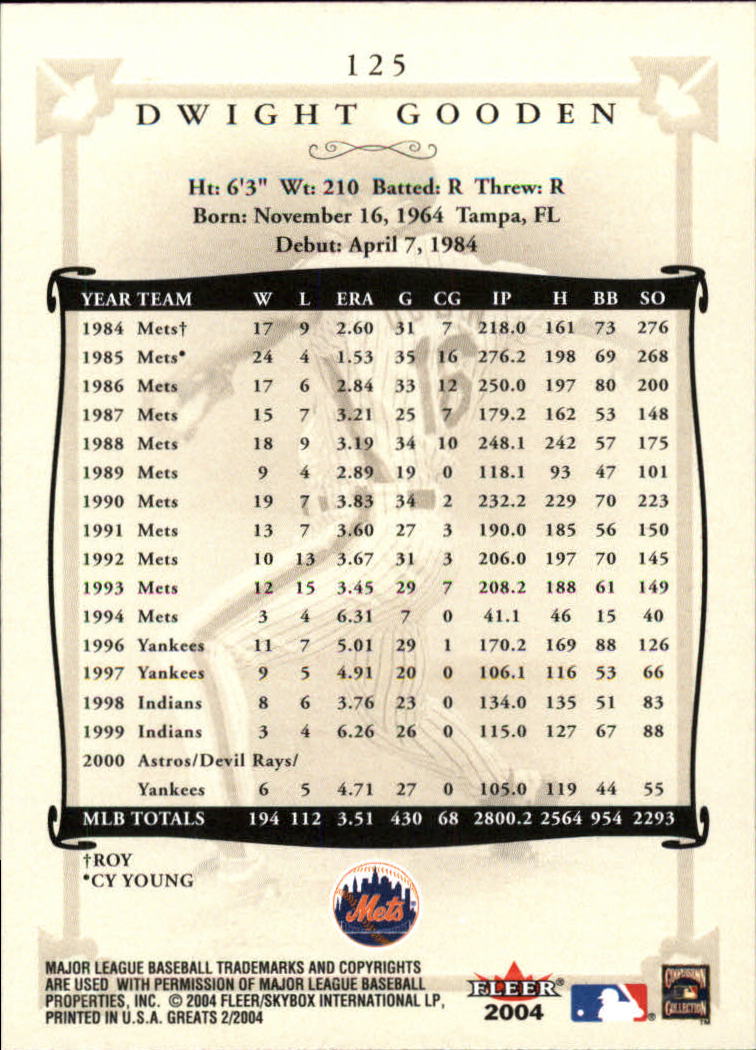 125
DWIGHT GOODEN
Ht: 6'3" Wt: 210 Batted: R Threw: R
Born: November 16, 1964 Tampa, FL
Debut: April 7, 1984
YEAR TEAM W L ERA G CG IP H BB SO
1984 Mets† 17 9 2.60 31 7 218.0 161 73 276
1985 Mets• 24 4 1.53 35 16 276.2 198 69 268
1986 Mets 17 6 2.84 33 12 250.0 197 80 200
1987 Mets 15 7 3.21 25 7 179.2 162 53 148
1988 Mets 18 9 3.19 34 10 248.1 242 57 175
1989 Mets 9 4 2.89 19 0 118.1 93 47 101
1990 Mets 19 7 3.83 34 2 232.2 229 70 223
1991 Mets 13 7 3.60 27 3 190.0 185 56 150
1992 Mets 10 13 3.67 31 3 206.0 197 70 145
1993 Mets 12 15 3.45 29 7 208.2 188 61 149
1994 Mets 3 4 6.31 7 0 41.1 46 15 40
1996 Yankees 11 7 5.01 29 1 170.2 169 88 126
1997 Yankees 9 5 4.91 20 0 106.1 116 53 66
1998 Indians 8 6 3.76 23 0 134.0 135 51 83
1999 Indians 3 4 6.26 26 0 115.0 127 67 88
2000 Astros/Devil Rays/
Yankees 6 5 4.71 27 0 105.0 119 44 55
MLB TOTALS 194 112 3.51 430 68 2800.2 2564 954 2293
†ROY
•CY YOUNG
Mets
MAJOR LEAGUE BASEBALL TRADEMARKS AND COPYRIGHTS
ARE USED WITH PERMISSION OF MAJOR LEAGUE BASEBALL
PROPERTIES, INC. © 2004 FLEER/SKYBOX INTERNATIONAL LP,
PRINTED IN U.S.A. GREATS 2/2004
FLEER®
2004
®
COOPERSTOWN
COLLECTION
TM
16